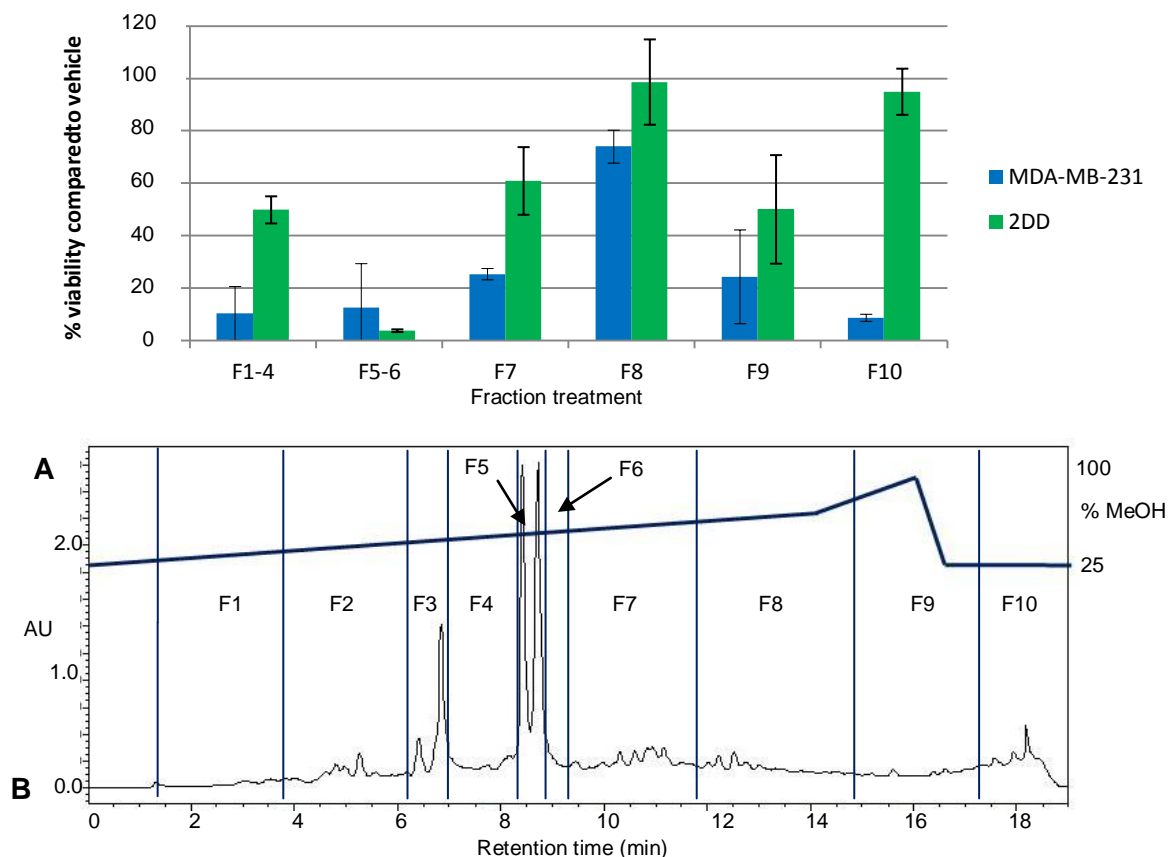 120
100
80
60
40
20
0
% viability comparedto vehicle
F1-4 F5-6 F7 F8 F9 F10
Fraction treatment
MDA-MB-231
2DD
A
F5 F6
100
% MeOH
25
2.0
F1 F2 F3 F4 F7 F8 F9 F10
AU
1.0
0.0
B
0 2 4 6 8 10 12 14 16 18
Retention time (min)